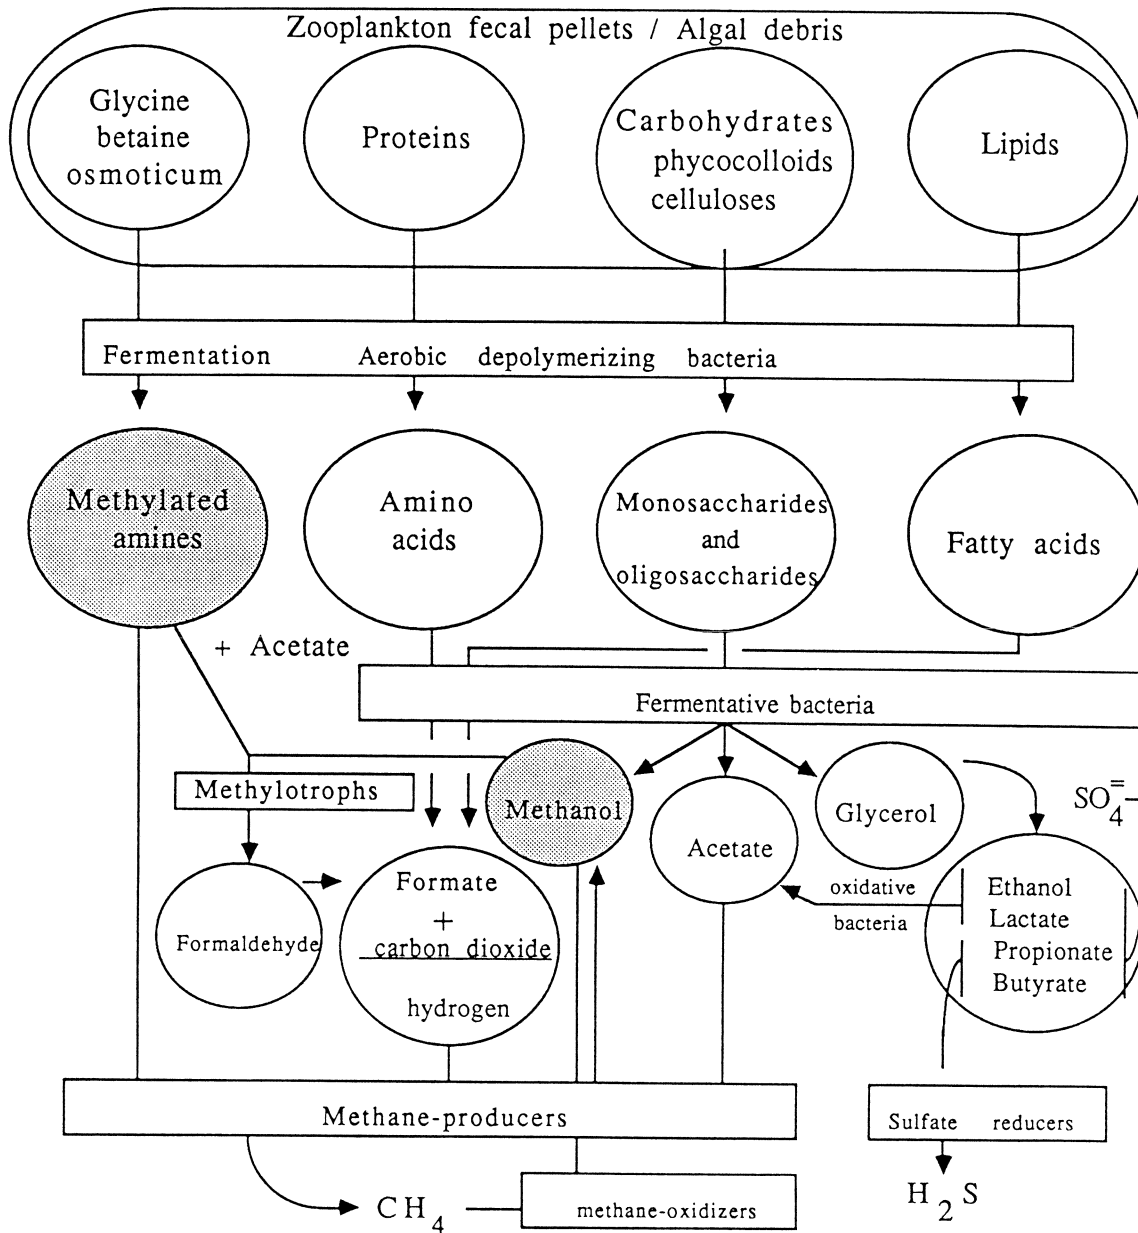 Zooplankton fecal pellets / Algal debris
Glycine
betaine
osmoticum
Proteins
Carbohydrates
phycocolloids
celluloses
Lipids
Fermentation Aerobic depolymerizing bacteria
Methylated
amines
Amino
acids
Monosaccharides
and
oligosaccharides
Fatty acids
+ Acetate
Fermentative bacteria
Methylotrophs
Methanol
Acetate
Glycerol
SO4=
Formaldehyde
Formate
+
carbon dioxide
hydrogen
oxidative
bacteria
Ethanol
Lactate
Propionate
Butyrate
Methane-producers
Sulfate reducers
CH4
methane-oxidizers
H2S